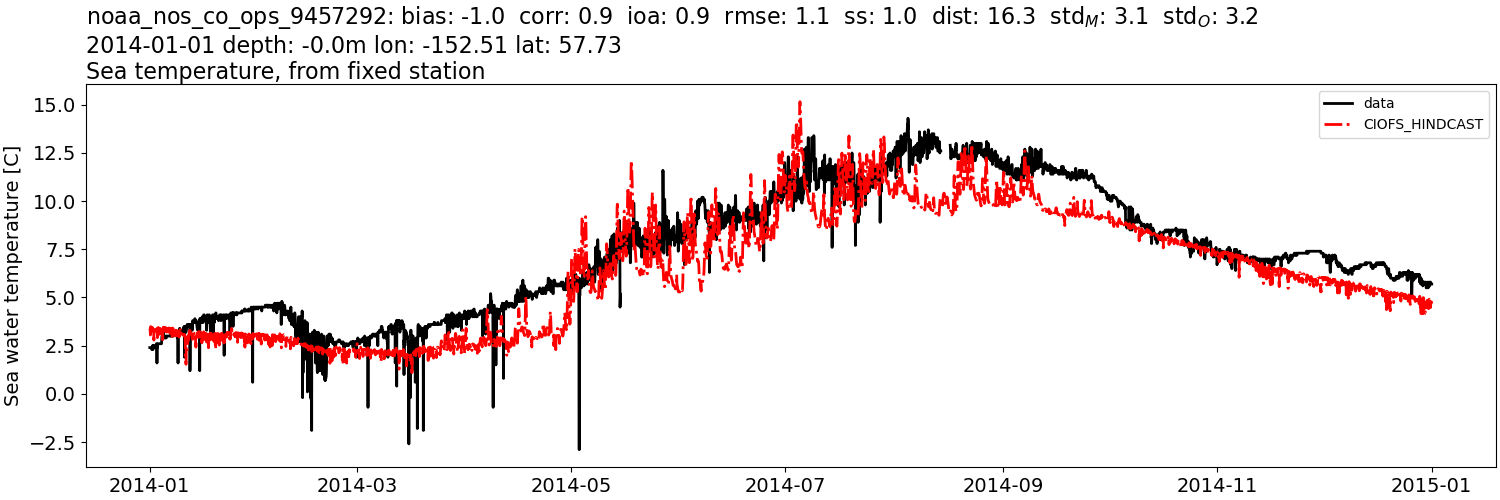 noaa_nos_co_ops_9457292: bias: -1.0 corr: 0.9 ioa: 0.9 rmse: 1.1 ss: 1.0 dist: 16.3 std_M: 3.1 std_O: 3.2
2014-01-01 depth: -0.0m lon: -152.51 lat: 57.73
Sea temperature, from fixed station
data
CIOFS_HINDCAST
Sea water temperature [C]
15.0
12.5
10.0
7.5
5.0
2.5
0.0
−2.5
2014-01 2014-03 2014-05 2014-07 2014-09 2014-11 2015-01